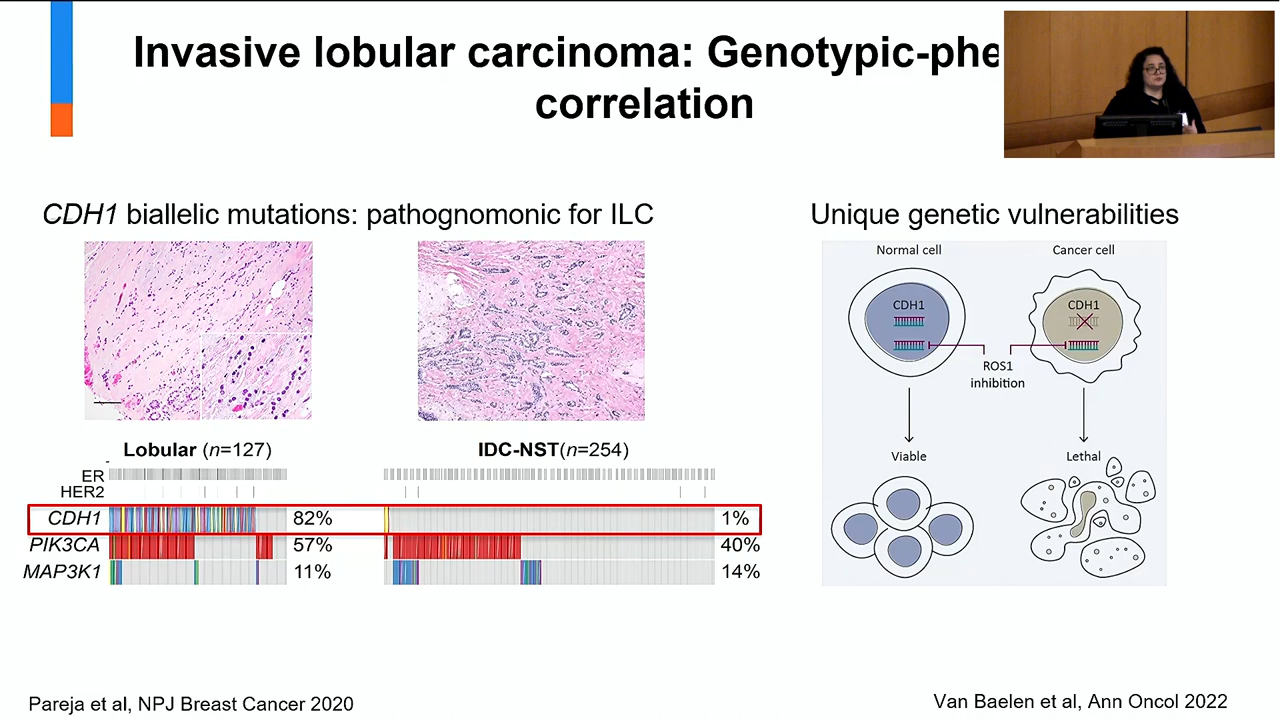 Invasive lobular carcinoma: Genotypic-phe
correlation
CDH1 biallelic mutations: pathognomonic for ILC
Unique genetic vulnerabilities
Normal cell
Cancer cell
CDH1
CDH1
ROS1
inhibition
Viable
Lethal
Lobular (n=127)
IDC-NST(n=254)
ER
HER2
CDH1 82% 1%
PIK3CA 57% 40%
MAP3K1 11% 14%
Pareja et al, NPJ Breast Cancer 2020
Van Baelen et al, Ann Oncol 2022